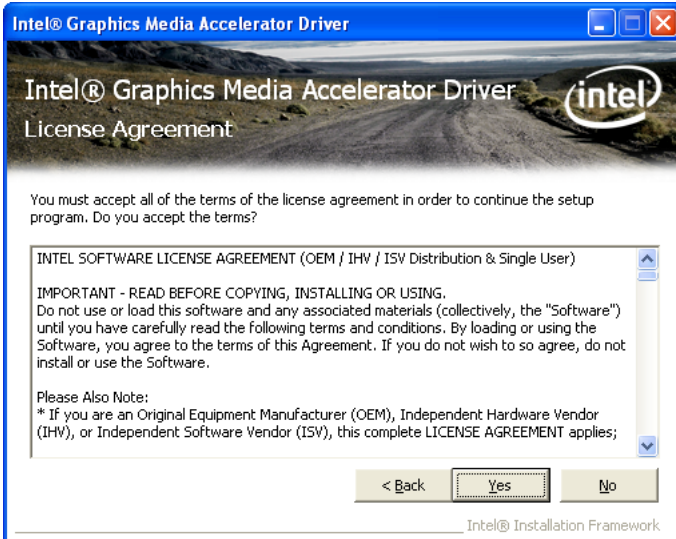 Intel® Graphics Media Accelerator Driver
Intel® Graphics Media Accelerator Driver
intel
License Agreement
You must accept all of the terms of the license agreement in order to continue the setup
program. Do you accept the terms?
INTEL SOFTWARE LICENSE AGREEMENT (OEM / IHV / ISV Distribution & Single User)
IMPORTANT - READ BEFORE COPYING, INSTALLING OR USING.
Do not use or load this software and any associated materials (collectively, the "Software")
until you have carefully read the following terms and conditions. By loading or using the
Software, you agree to the terms of this Agreement. If you do not wish to so agree, do not
install or use the Software.
Please Also Note:
* If you are an Original Equipment Manufacturer (OEM), Independent Hardware Vendor
(IHV), or Independent Software Vendor (ISV), this complete LICENSE AGREEMENT applies;
< Back Yes No
Intel® Installation Framework